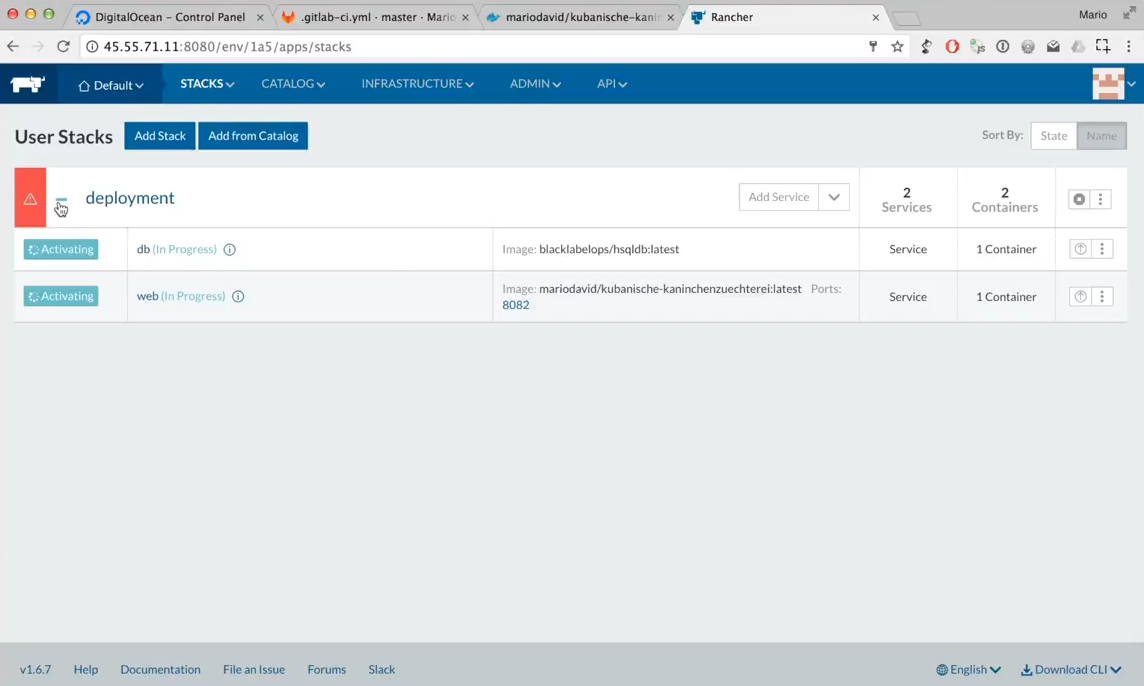 DigitalOcean – Control Panel
.gitlab-ci.yml · master · Mario
mariodavid/kubanische-kanin
Rancher
Mario
45.55.71.11:8080/env/1a5/apps/stacks
Default
STACKS
CATALOG
INFRASTRUCTURE
ADMIN
API
User Stacks
Add Stack
Add from Catalog
Sort By:
State
Name
deployment
Add Service
2
Services
2
Containers
Activating
db (In Progress)
Image: blacklabelops/hsqldb:latest
Service
1 Container
Activating
web (In Progress)
Image: mariodavid/kubanische-kaninchenzuechterei:latest Ports:
8082
Service
1 Container
v1.6.7
Help
Documentation
File an Issue
Forums
Slack
English
Download CLI